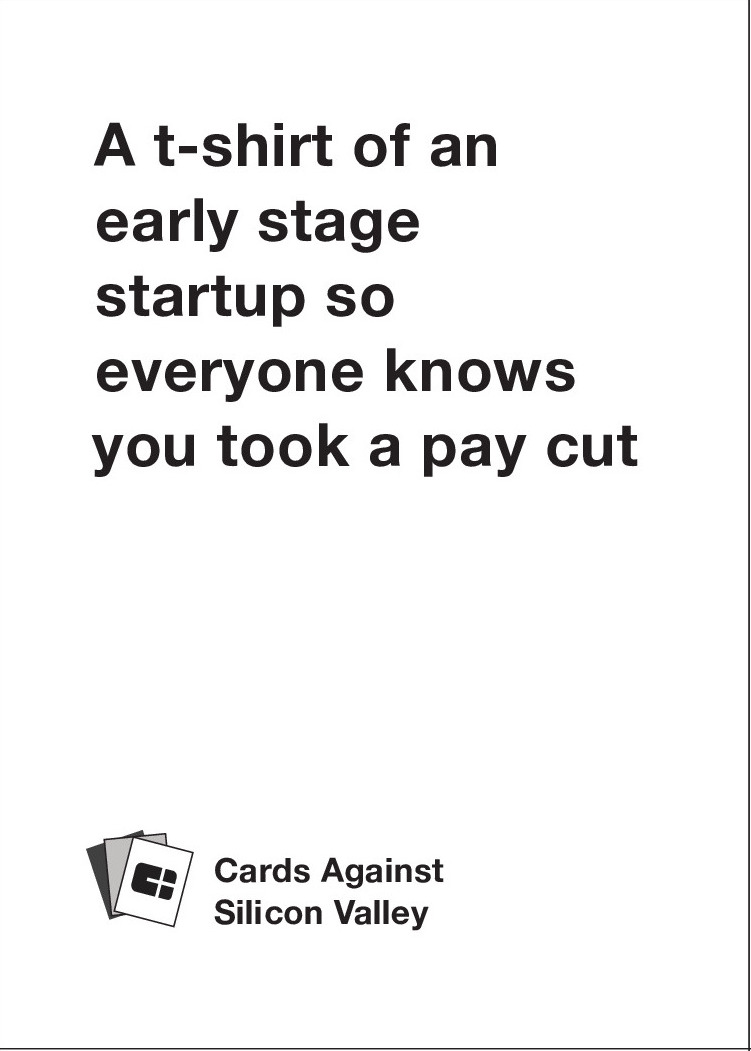 A t-shirt of an
early stage
startup so
everyone knows
you took a pay cut
Cards Against
Silicon Valley